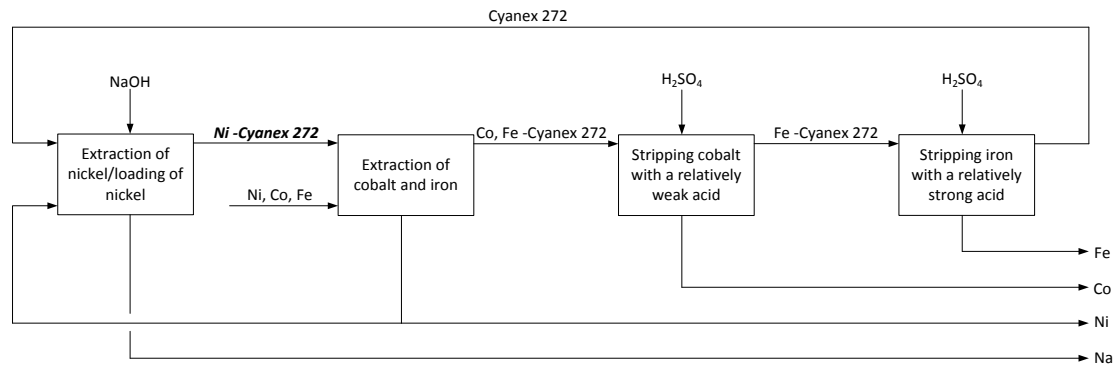 Cyanex 272
NaOH
H₂SO₄
H₂SO₄
Ni -Cyanex 272
Co, Fe -Cyanex 272
Fe -Cyanex 272
Extraction of
nickel/loading of
nickel
Extraction of
cobalt and iron
Stripping cobalt
with a relatively
weak acid
Stripping iron
with a relatively
strong acid
Ni, Co, Fe
Fe
Co
Ni
Na